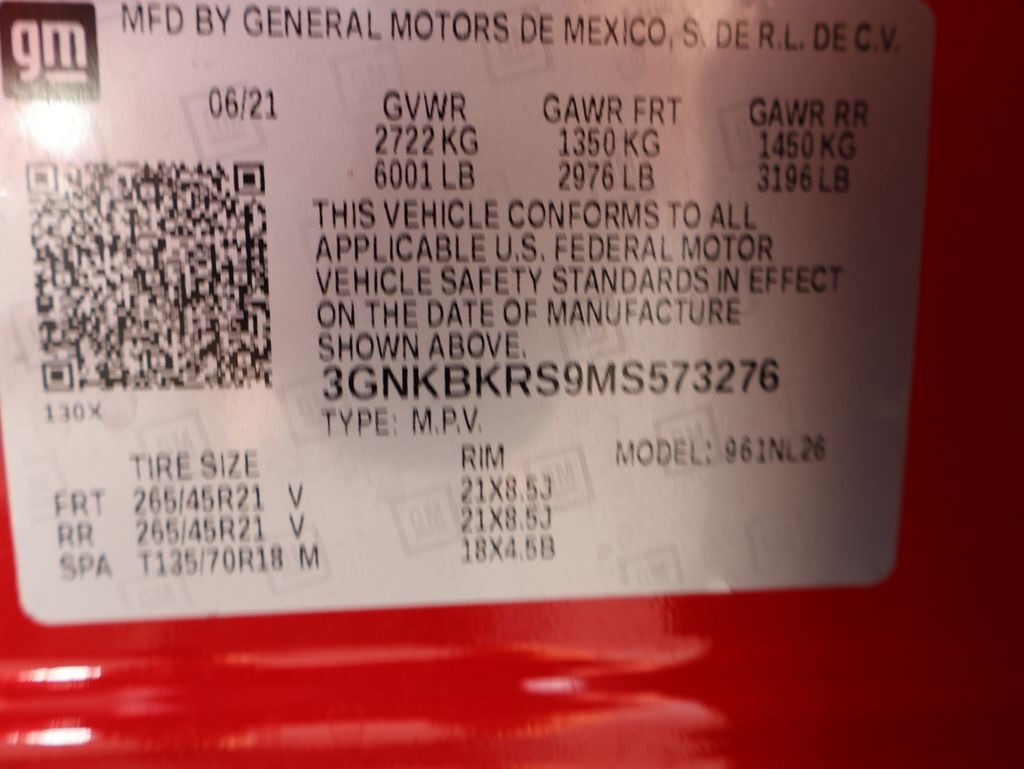 gm
MFD BY GENERAL MOTORS DE MEXICO, S. DE R.L. DE C.V.
06/21 GVWR GAWR FRT GAWR RR
2722 KG 1350 KG 1450 KG
6001 LB 2976 LB 3196 LB
THIS VEHICLE CONFORMS TO ALL
APPLICABLE U.S. FEDERAL MOTOR
VEHICLE SAFETY STANDARDS IN EFFECT
ON THE DATE OF MANUFACTURE
SHOWN ABOVE.
3GNKBKRS9MS573276
130X
TYPE: M.P.V.
TIRE SIZE RIM MODEL: 961NL26
FRT 265/45R21 V 21X8.5J
RR 265/45R21 V 21X8.5J
SPA T135/70R18 M 18X4.5B